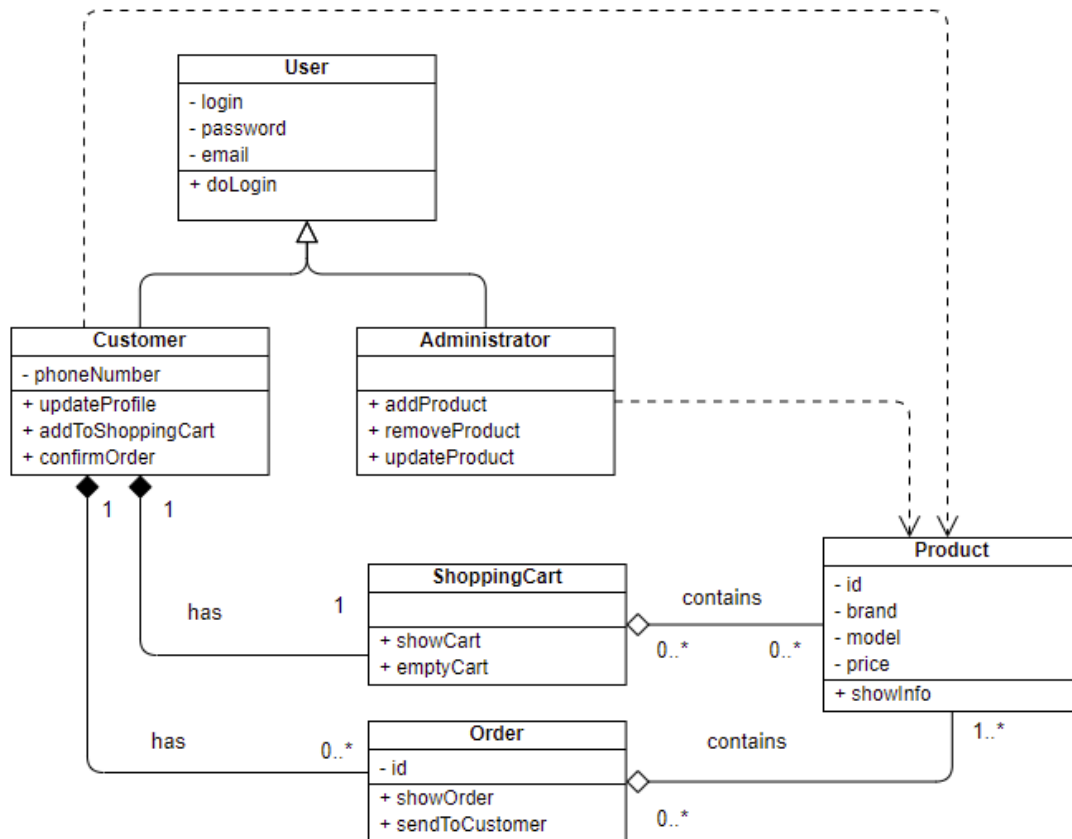 User
- login
- password
- email
+ doLogin
Customer
- phoneNumber
+ updateProfile
+ addToShoppingCart
+ confirmOrder
Administrator
+ addProduct
+ removeProduct
+ updateProduct
1
1
has
1
ShoppingCart
+ showCart
+ emptyCart
contains
0..*
0..*
Product
- id
- brand
- model
- price
+ showInfo
1..*
has
0..*
Order
- id
+ showOrder
+ sendToCustomer
contains
0..*